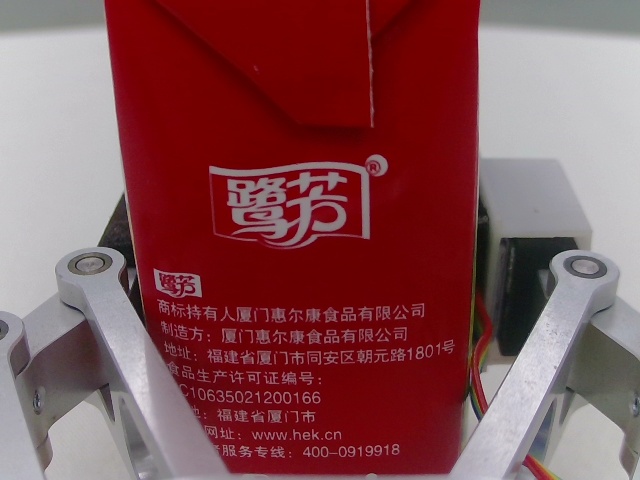 鹭芳®
鹭芳
商标持有人厦门惠尔康食品有限公司
制造方：厦门惠尔康食品有限公司
地址：福建省厦门市同安区朝元路1801号
食品生产许可证编号：
C10635021200166
地：福建省厦门市
网址：www.hek.cn
服务专线：400-0919918